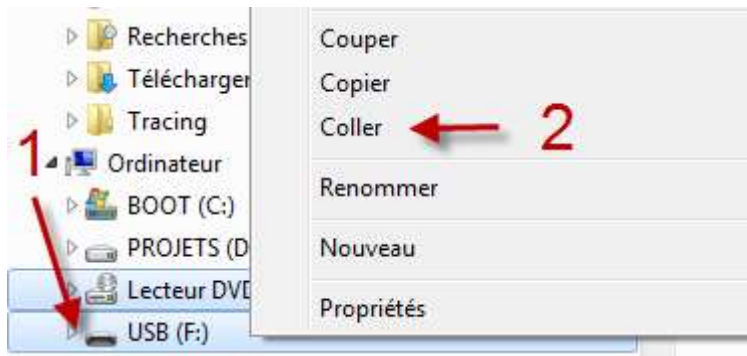 Recherches
Télécharger
Tracing
1
Ordinateur
BOOT (C:)
PROJETS (D
Lecteur DVD
USB (F:)
Couper
Copier
Coller
2
Renommer
Nouveau
Propriétés